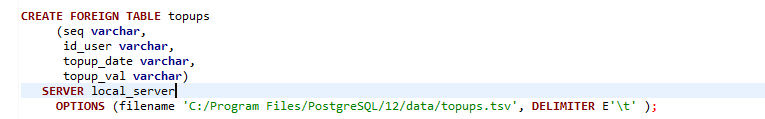 CREATE FOREIGN TABLE topups
(seq varchar,
id_user varchar,
topup_date varchar,
topup_val varchar)
SERVER local_server
OPTIONS (filename 'C:/Program Files/PostgreSQL/12/data/topups.tsv', DELIMITER E'\t' );